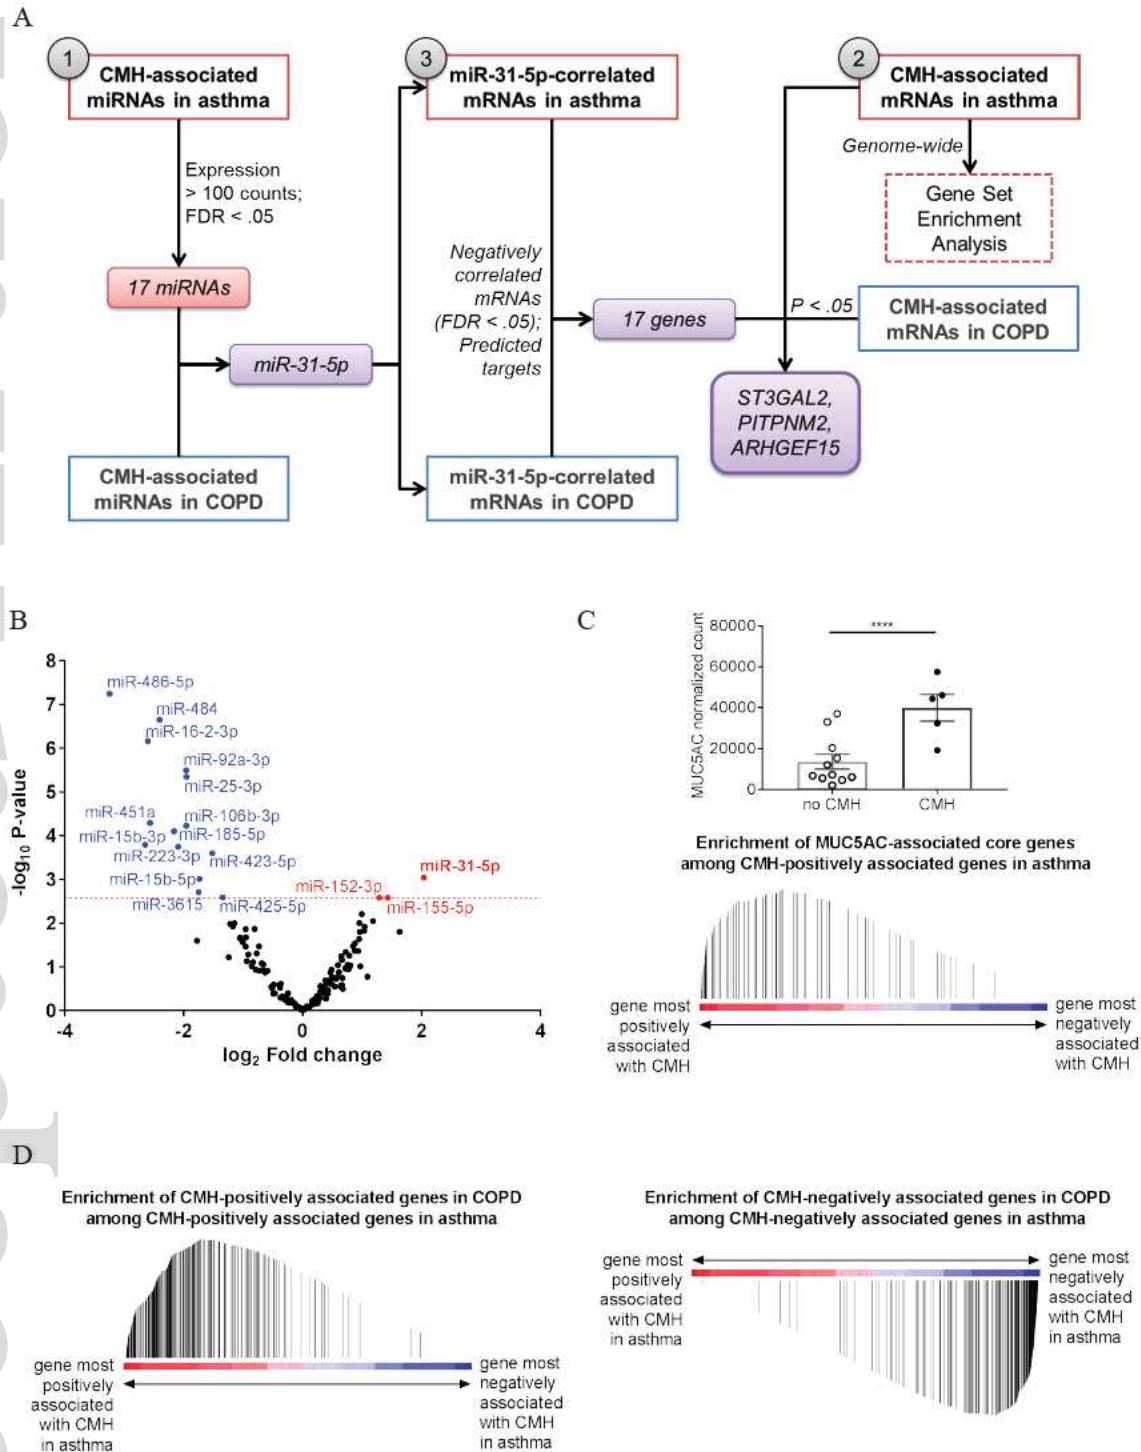 A
1
CMH-associated
miRNAs in asthma
3
miR-31-5p-correlated
mRNAs in asthma
2
CMH-associated
mRNAs in asthma
Expression
> 100 counts;
FDR < .05
Genome-wide
Gene Set
Enrichment
Analysis
17 miRNAs
Negatively
correlated
mRNAs
(FDR < .05);
Predicted
targets
17 genes
P < .05
CMH-associated
mRNAs in COPD
miR-31-5p
ST3GAL2,
PITPNM2,
ARHGEF15
CMH-associated
miRNAs in COPD
miR-31-5p-correlated
mRNAs in COPD
B
-log10 P-value
8
7
6
5
4
3
2
1
0
miR-486-5p
miR-484
miR-16-2-3p
miR-92a-3p
miR-25-3p
miR-451a
miR-106b-3p
miR-15b-3p
miR-185-5p
miR-223-3p
miR-423-5p
miR-15b-5p
miR-3615
miR-425-5p
miR-31-5p
miR-152-3p
miR-155-5p
-4
-2
0
2
4
log2 Fold change
C
MUC5AC normalized count
80000
60000
40000
20000
0
****
no CMH
CMH
Enrichment of MUC5AC-associated core genes
among CMH-positively associated genes in asthma
gene most
positively
associated
with CMH
gene most
negatively
associated
with CMH
D
Enrichment of CMH-positively associated genes in COPD
among CMH-positively associated genes in asthma
gene most
positively
associated
with CMH
in asthma
gene most
negatively
associated
with CMH
in asthma
Enrichment of CMH-negatively associated genes in COPD
among CMH-negatively associated genes in asthma
gene most
positively
associated
with CMH
in asthma
gene most
negatively
associated
with CMH
in asthma